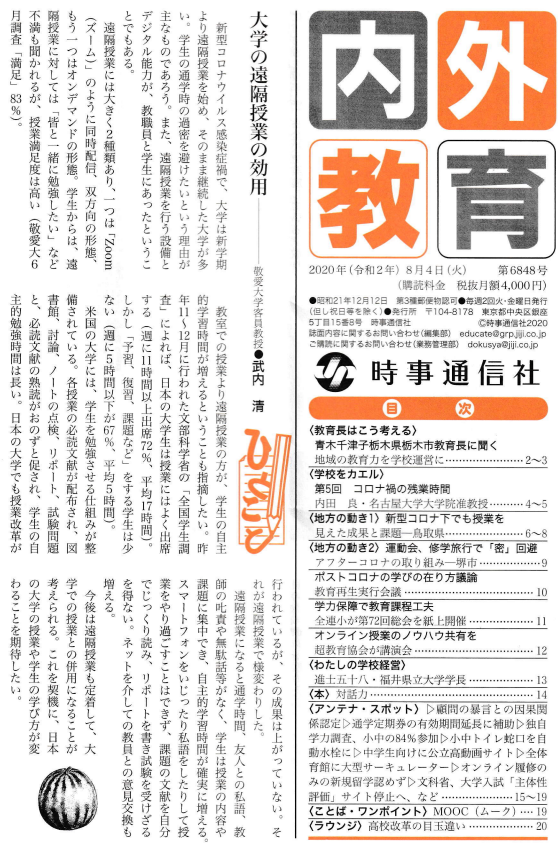 内外
教育
2020年（令和2年）8月4日（火）　第6848号
（購読料金　税抜月額4,000円）
●昭和21年12月12日　第3種郵便物認可●毎週2回火・金曜日発行
（但し祝日等を除く）●発行所　〒104-8178　東京都中央区銀座
5丁目15番8号　時事通信社　©時事通信社2020
誌面内容に関するお問い合わせ（編集部）　educate@grp.jiji.co.jp
ご購読に関するお問い合わせ（業務管理部）　dokusya@jiji.co.jp
時事通信社
目　次
〈教育長はこう考える〉
青木千津子栃木県栃木市教育長に聞く
地域の教育力を学校運営に……………………2～3
〈学校をカエル〉
第5回　コロナ禍の残業時間
内田　良・名古屋大学大学院准教授…………4～5
〈地方の動き1〉新型コロナ下でも授業を
見えた成果と課題―鳥取県……………………6～8
〈地方の動き2〉運動会、修学旅行で「密」回避
アフターコロナの取り組み―堺市………………9
ポストコロナの学びの在り方議論
教育再生実行会議…………………………………10
学力保障で教育課程工夫
全連小が第72回総会を紙上開催…………………11
オンライン授業のノウハウ共有を
超教育協会が講演会………………………………12
〈わたしの学校経営〉
進士五十八・福井県立大学学長…………………13
〈本〉対話力…………………………………………14
〈アンテナ・スポット〉▷顧問の暴言との因果関
係認定▷通学定期券の有効期間延長に補助▷独自
学力調査、小中の84％参加▷小中トイレ蛇口を自
動水栓に▷中学生向けに公立高動画サイト▷全体
育館に大型サーキュレーター▷オンライン履修の
みの新規留学認めず▷文科省、大学入試「主体性
評価」サイト停止へ、など…………………15～19
〈ことば・ワンポイント〉MOOC（ムーク）……19
〈ラウンジ〉高校改革の目玉違い…………………20
ひとこと
大学の遠隔授業の効用――敬愛大学客員教授●武内　清
新型コロナウイルス感染症禍で、大学は新学期
より遠隔授業を始め、そのまま継続した大学が多
い。学生の通学時の過密を避けたいという理由が
主なものであろう。また、遠隔授業を行う設備と
デジタル能力が、教職員と学生にあったというこ
とでもある。
遠隔授業には大きく2種類あり、一つは「Zoom
（ズーム）」のように同時配信、双方向の形態、
もう一つはオンデマンドの形態。学生からは、遠
隔授業に対しては「皆と一緒に勉強したい」など
不満も聞かれるが、授業満足度は高い（敬愛大6
月調査「満足」83％）。
教室での授業より遠隔授業の方が、学生の自主
的学習時間が増えるということも指摘したい。昨
年11～12月に行われた文部科学省の「全国学生調
査」によれば、日本の大学生は授業にはよく出席
する（週に11時間以上出席72％、平均17時間）。
しかし「予習、復習、課題など」をする学生は少
ない（週に5時間以下が67％、平均5時間）。
米国の大学には、学生を勉強させる仕組みが整
備されている。各授業の必読文献が配布され、図
書館、討論、ノートの点検、リポート、試験問題
と、必読文献の熟読がおのずと促され、学生の自
主的勉強時間は長い。日本の大学でも授業改革が
行われているが、その成果は上がっていない。そ
れが遠隔授業で様変わりした。
遠隔授業になると通学時間、友人との私語、教
師の叱責や無駄話等がなく、学生は授業の内容や
課題に集中でき、自主的学習時間が確実に増える。
スマートフォンをいじったり私語をしたりして授
業をやり過ごすことはできず、課題の文献を自分
でじっくり読み、リポートを書き試験を受けざる
を得ない。ネットを介しての教員との意見交換も
増える。
今後は遠隔授業も定着して、大
学での授業との併用になることが
考えられる。これを契機に、日本
の大学の授業や学生の学び方が変
わることを期待したい。